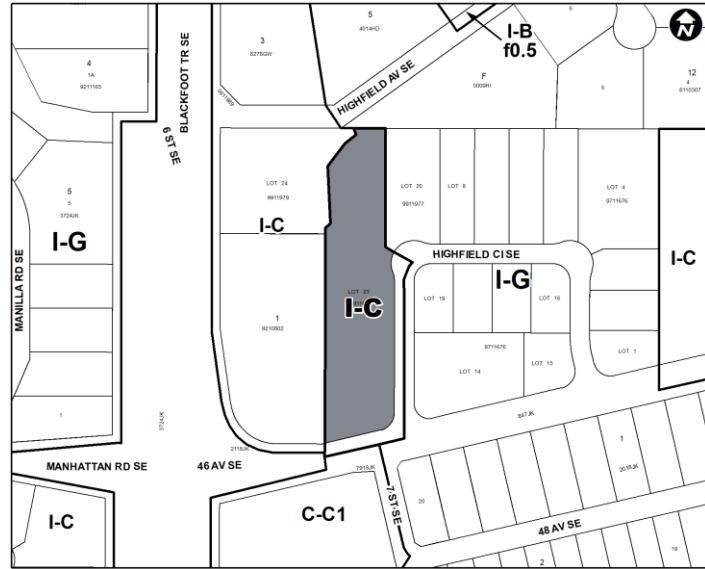 5
4014HO
6
I-B
f0.5
N
3
8278GW
4
1A
9211165
BLACKFOOT TR SE
HIGHFIELD AV SE
F
5009HI
6
12
4
8110307
6 ST SE
5
5
3724JK
I-G
MANILLA RD SE
LOT 24
9911979
I-C
LOT 20
9911977
LOT 8
LOT 4
9711676
I-C
HIGHFIELD CI SE
I-G
LOT 23
I-C
LOT 19
LOT 16
1
9210802
9711676
LOT 14
LOT 15
LOT 1
1
3724JK
847JK
2118JK
MANHATTAN RD SE
46 AV SE
7918JK
1
2018JK
I-C
C-C1
7 ST SE
20
48 AV SE
2
19